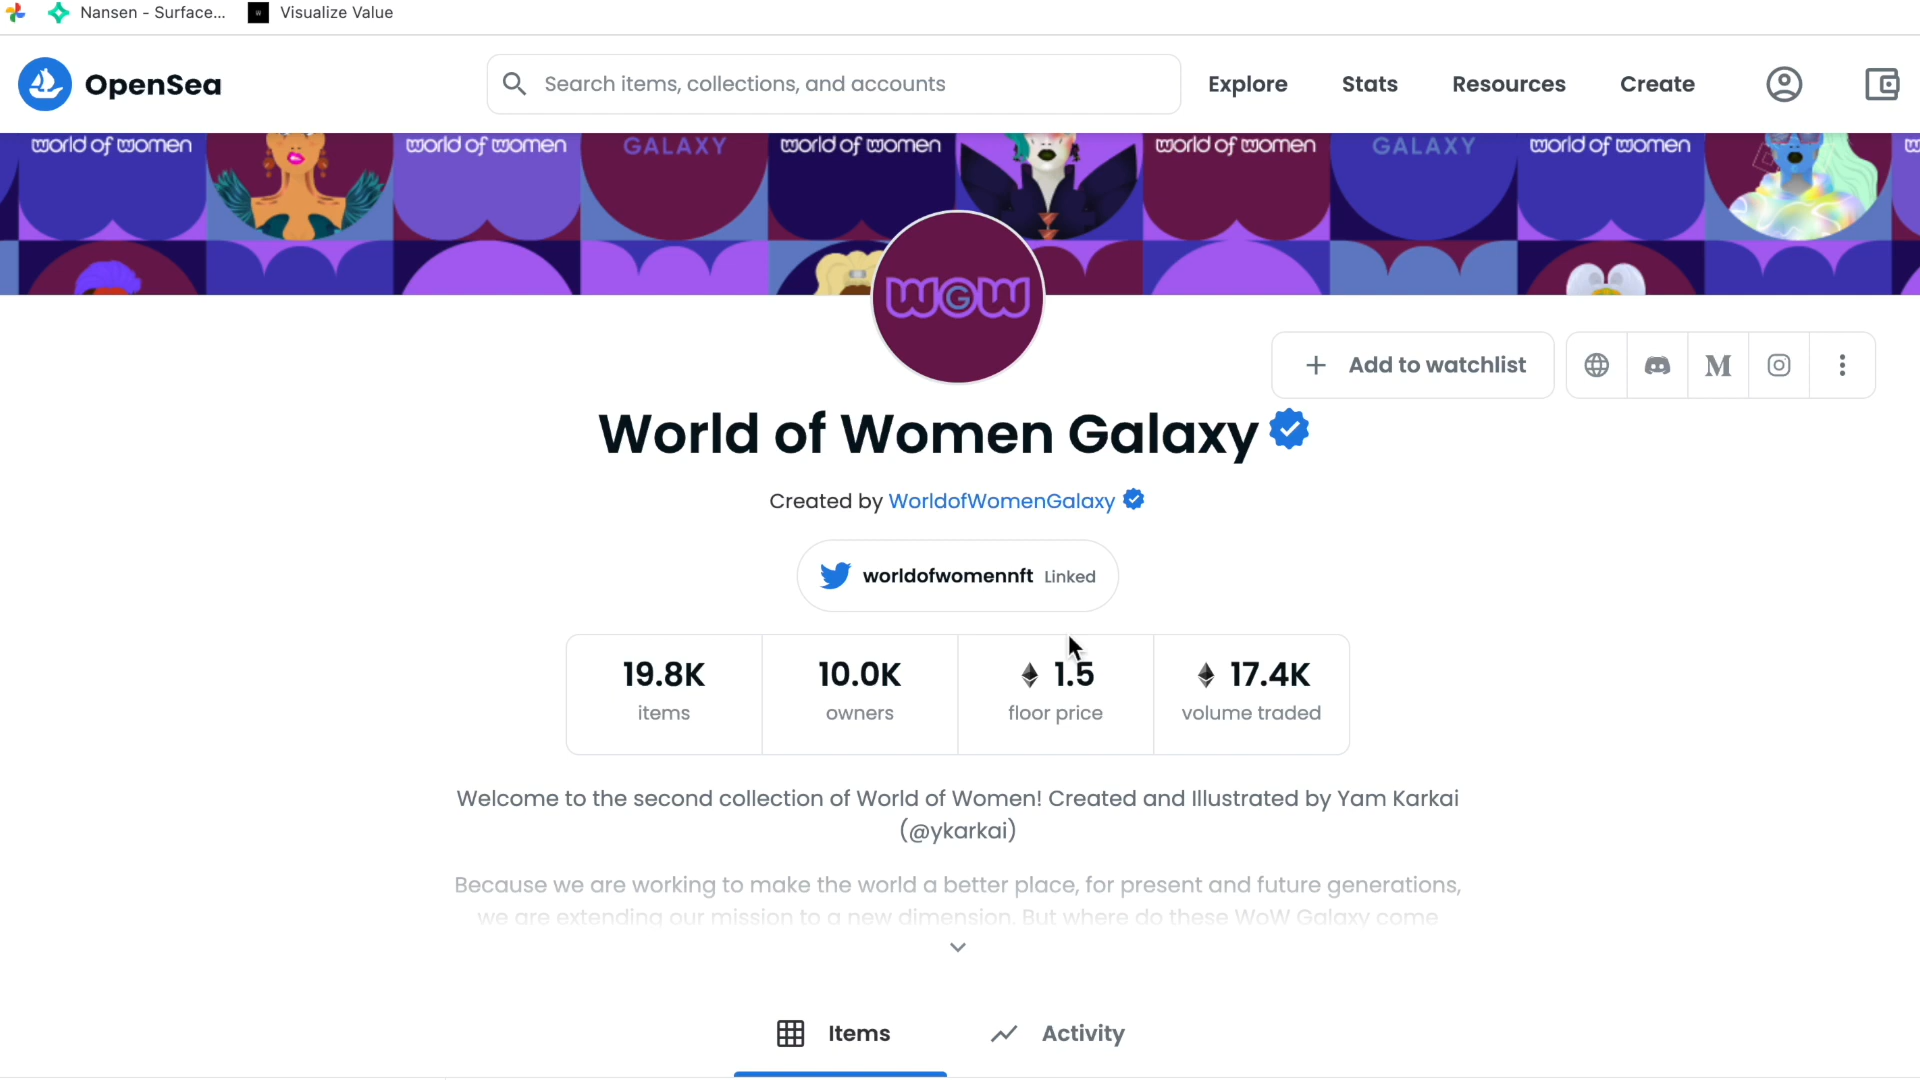 Nansen - Surface... Visualize Value
OpenSea Search items, collections, and accounts Explore Stats Resources Create
world of women world of women GALAXY world of women world of women GALAXY world of women
WGW
Add to watchlist
World of Women Galaxy
Created by WorldofWomenGalaxy
worldofwomennft Linked
19.8K 10.0K 1.5 17.4K
items owners floor price volume traded
Welcome to the second collection of World of Women! Created and Illustrated by Yam Karkai
(@ykarkai)
Because we are working to make the world a better place, for present and future generations,
we are extending our mission to a new dimension. But where do these WoW Galaxy come
Items Activity